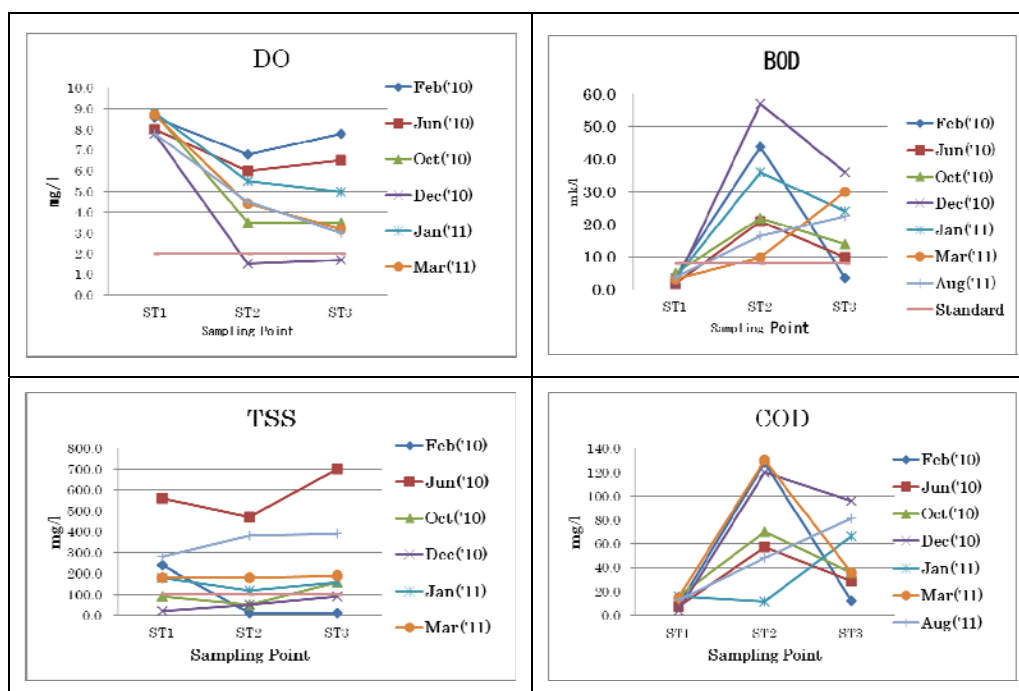 DO
10.0
9.0
8.0
7.0
6.0
5.0
4.0
3.0
2.0
1.0
0.0
mg/l
ST1 ST2 ST3
Sampling Point
Feb('10)
Jun('10)
Oct('10)
Dec('10)
Jan('11)
Mar('11)
BOD
60.0
50.0
40.0
30.0
20.0
10.0
0.0
mk/l
ST1 ST2 ST3
Sampling Point
Feb('10)
Jun('10)
Oct('10)
Dec('10)
Jan('11)
Mar('11)
Aug('11)
Standard
TSS
800.0
700.0
600.0
500.0
400.0
300.0
200.0
100.0
0.0
mg/l
ST1 ST2 ST3
Sampling Point
Feb('10)
Jun('10)
Oct('10)
Dec('10)
Jan('11)
Mar('11)
COD
140.0
120.0
100.0
80.0
60.0
40.0
20.0
0.0
mg/l
ST1 ST2 ST3
Sampling Point
Feb('10)
Jun('10)
Oct('10)
Dec('10)
Jan('11)
Mar('11)
Aug('11)